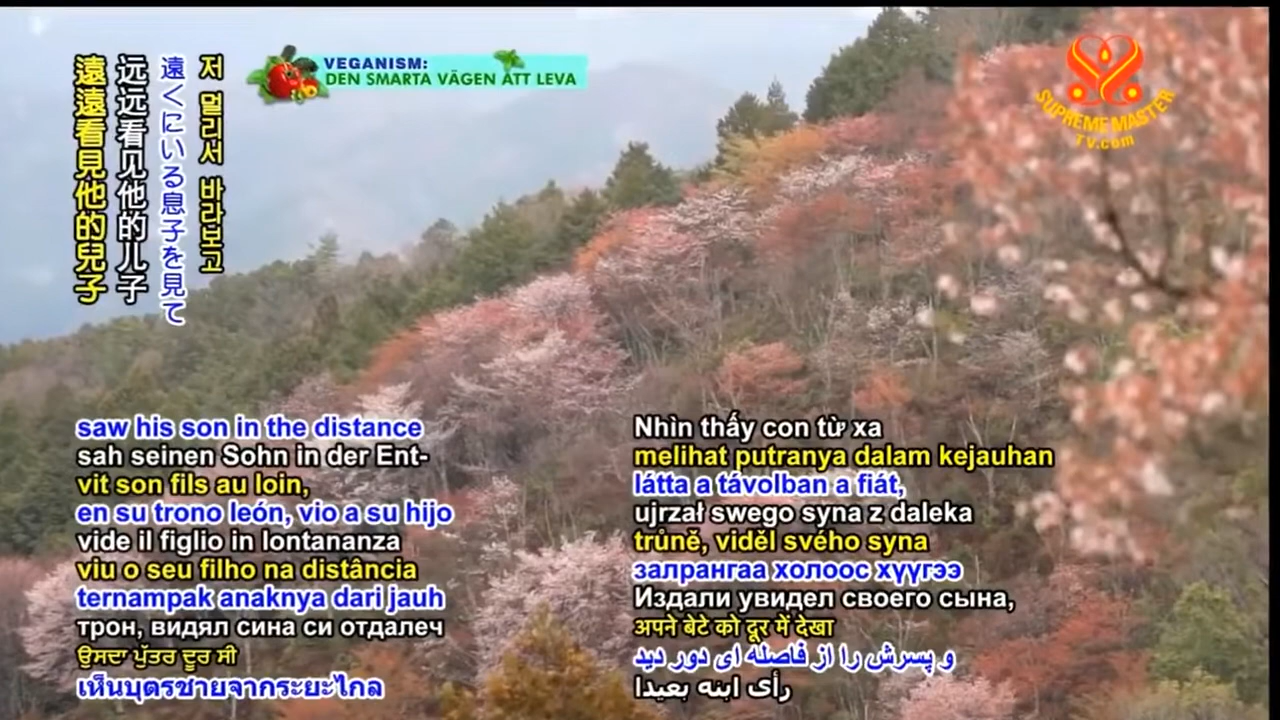 저 멀리서 바라보고
遠くにいる息子を見て
远远看见他的儿子
遠遠看見他的兒子
VEGANISM:
DEN SMARTA VÄGEN ATT LEVA
SUPREME MASTER
TV.com
saw his son in the distance
sah seinen Sohn in der Ent-
vit son fils au loin,
en su trono león, vio a su hijo
vide il figlio in lontananza
viu o seu filho na distância
ternampak anaknya dari jauh
трон, видял сина си отдалеч
ਉਸਦਾ ਪੁੱਤਰ ਦੂਰ ਸੀ
เห็นบุตรชายจากระยะไกล
Nhìn thấy con từ xa
melihat putranya dalam kejauhan
látta a távolban a fiát,
ujrzał swego syna z daleka
trůně, viděl svého syna
залрангаа холоос хүүгээ
Издали увидел своего сына,
अपने बेटे को दूर में देखा
و پسرش را از فاصله ای دور دید
رأى ابنه بعيدا